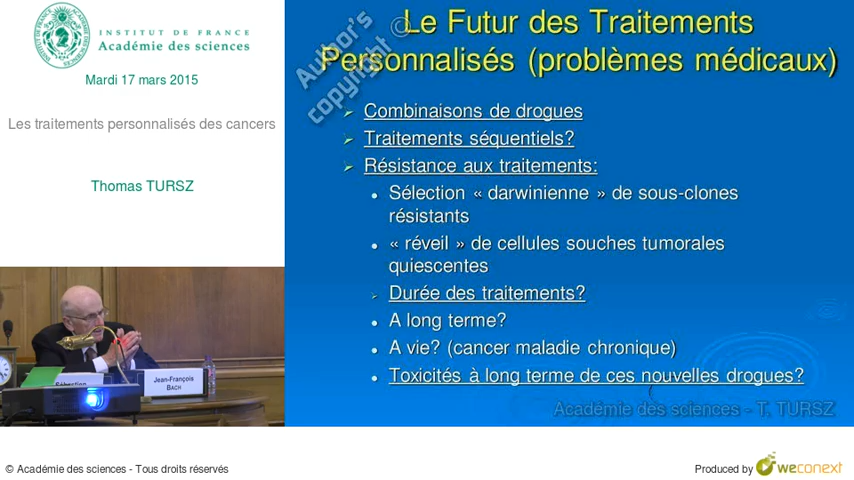 INSTITUT DE FRANCE
Académie des sciences
Mardi 17 mars 2015
Les traitements personnalisés des cancers
Thomas TURSZ
Jean-François
BACH
Le Futur des Traitements
Personnalisés (problèmes médicaux)
Author's
copyright ©
Combinaisons de drogues
Traitements séquentiels?
Résistance aux traitements:
Sélection « darwinienne » de sous-clones
résistants
« réveil » de cellules souches tumorales
quiescentes
Durée des traitements?
A long terme?
A vie? (cancer maladie chronique)
Toxicités à long terme de ces nouvelles drogues?
Académie des sciences - T. TURSZ
© Académie des sciences - Tous droits réservés
Produced by weconext